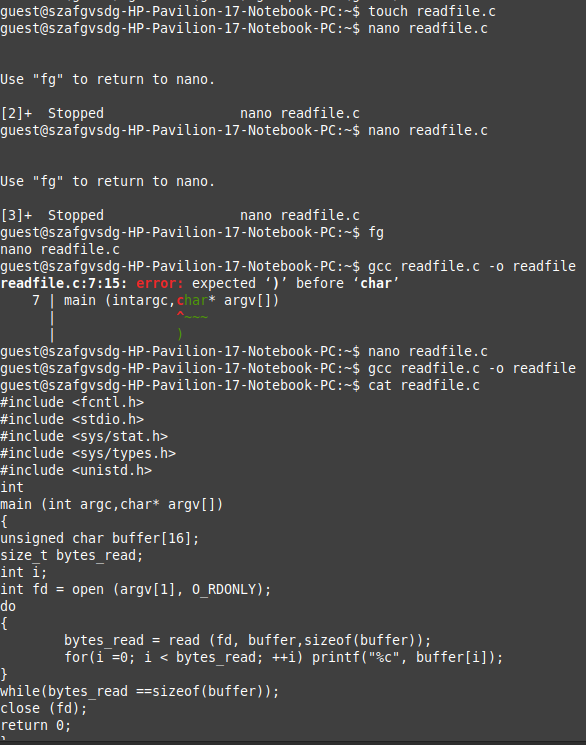 guest@szafgvsdg-HP-Pavilion-17-Notebook-PC:~$ touch readfile.c
guest@szafgvsdg-HP-Pavilion-17-Notebook-PC:~$ nano readfile.c
Use "fg" to return to nano.
[2]+  Stopped                 nano readfile.c
guest@szafgvsdg-HP-Pavilion-17-Notebook-PC:~$ nano readfile.c
Use "fg" to return to nano.
[3]+  Stopped                 nano readfile.c
guest@szafgvsdg-HP-Pavilion-17-Notebook-PC:~$ fg
nano readfile.c
guest@szafgvsdg-HP-Pavilion-17-Notebook-PC:~$ gcc readfile.c -o readfile
readfile.c:7:15: error: expected ‘)’ before ‘char’
    7 | main (intargc,char* argv[])
      |               ^~~~
      |               )
guest@szafgvsdg-HP-Pavilion-17-Notebook-PC:~$ nano readfile.c
guest@szafgvsdg-HP-Pavilion-17-Notebook-PC:~$ gcc readfile.c -o readfile
guest@szafgvsdg-HP-Pavilion-17-Notebook-PC:~$ cat readfile.c
#include <fcntl.h>
#include <stdio.h>
#include <sys/stat.h>
#include <sys/types.h>
#include <unistd.h>
int
main (int argc,char* argv[])
{
unsigned char buffer[16];
size_t bytes_read;
int i;
int fd = open (argv[1], O_RDONLY);
do
{
        bytes_read = read (fd, buffer,sizeof(buffer));
        for(i =0; i < bytes_read; ++i) printf("%c", buffer[i]);
}
while(bytes_read ==sizeof(buffer));
close (fd);
return 0;
}